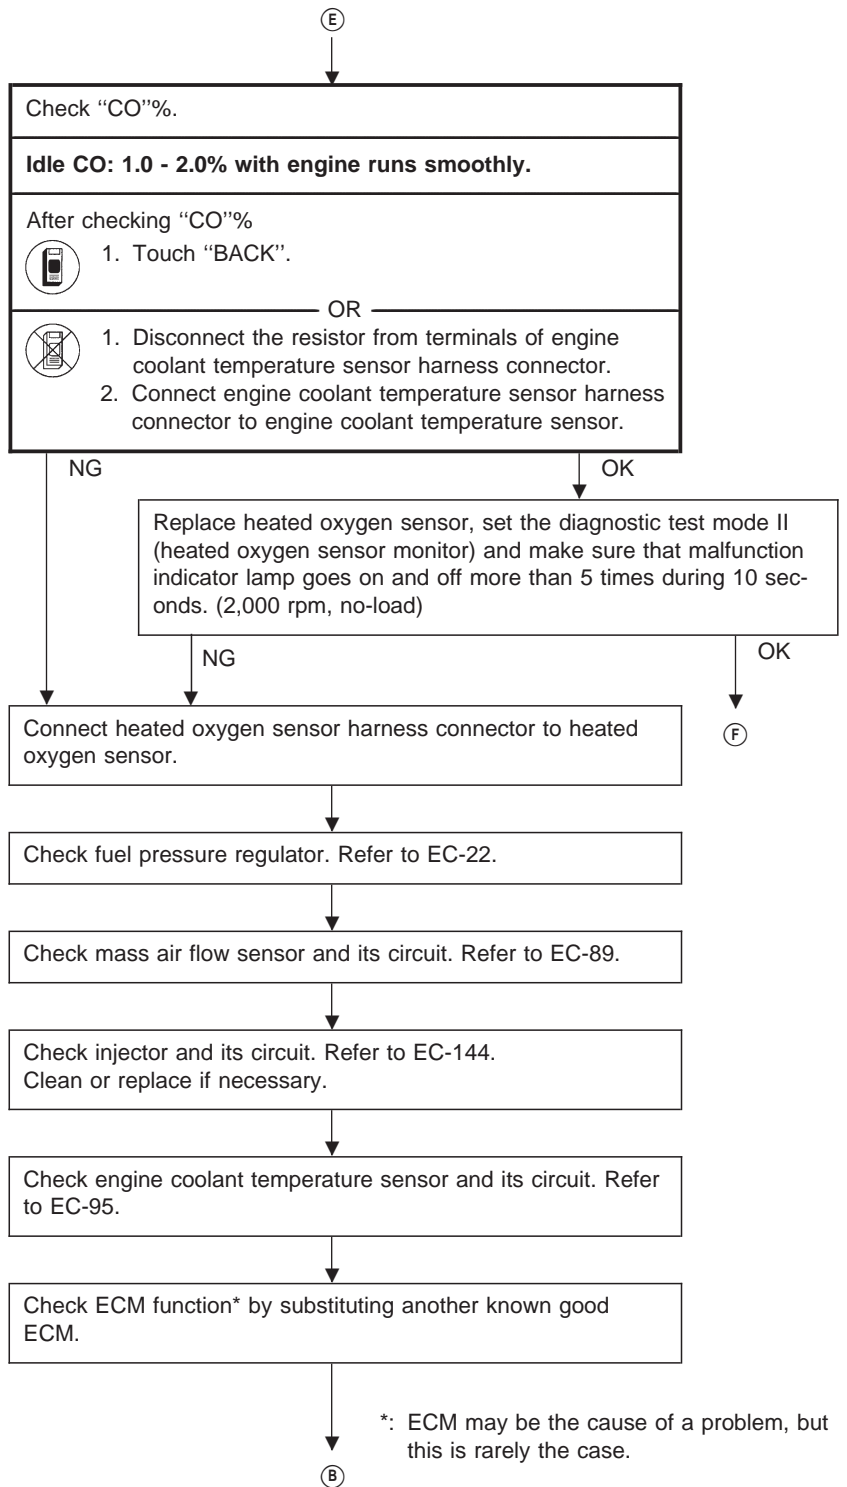 E
Check “CO”%.
Idle CO: 1.0 - 2.0% with engine runs smoothly.
After checking “CO”%
1. Touch “BACK”.
OR
1. Disconnect the resistor from terminals of engine
coolant temperature sensor harness connector.
2. Connect engine coolant temperature sensor harness
connector to engine coolant temperature sensor.
NG
OK
Replace heated oxygen sensor, set the diagnostic test mode II
(heated oxygen sensor monitor) and make sure that malfunction
indicator lamp goes on and off more than 5 times during 10 sec-
onds. (2,000 rpm, no-load)
NG
OK
Connect heated oxygen sensor harness connector to heated
oxygen sensor.
F
Check fuel pressure regulator. Refer to EC-22.
Check mass air flow sensor and its circuit. Refer to EC-89.
Check injector and its circuit. Refer to EC-144.
Clean or replace if necessary.
Check engine coolant temperature sensor and its circuit. Refer
to EC-95.
Check ECM function* by substituting another known good
ECM.
*: ECM may be the cause of a problem, but
this is rarely the case.
B